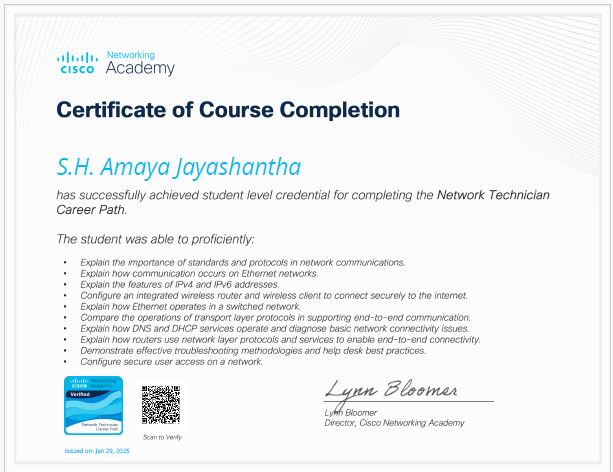 Networking
CISCO Academy
Certificate of Course Completion
S.H. Amaya Jayashantha
has successfully achieved student level credential for completing the Network Technician
Career Path.
The student was able to proficiently:
• Explain the importance of standards and protocols in network communications.
• Explain how communication occurs on Ethernet networks.
• Explain the features of IPv4 and IPv6 addresses.
• Configure an integrated wireless router and wireless client to connect securely to the internet.
• Explain how Ethernet operates in a switched network.
• Compare the operations of transport layer protocols in supporting end-to-end communication.
• Explain how DNS and DHCP services operate and diagnose basic network connectivity issues.
• Explain how routers use network layer protocols and services to enable end-to-end connectivity.
• Demonstrate effective troubleshooting methodologies and help desk best practices.
• Configure secure user access on a network.
Networking
CISCO Academy
Verified
Network Technician
Career Path
Scan to Verify
Issued on: Jan 29, 2025
Lynn Bloomer
Lynn Bloomer
Director, Cisco Networking Academy